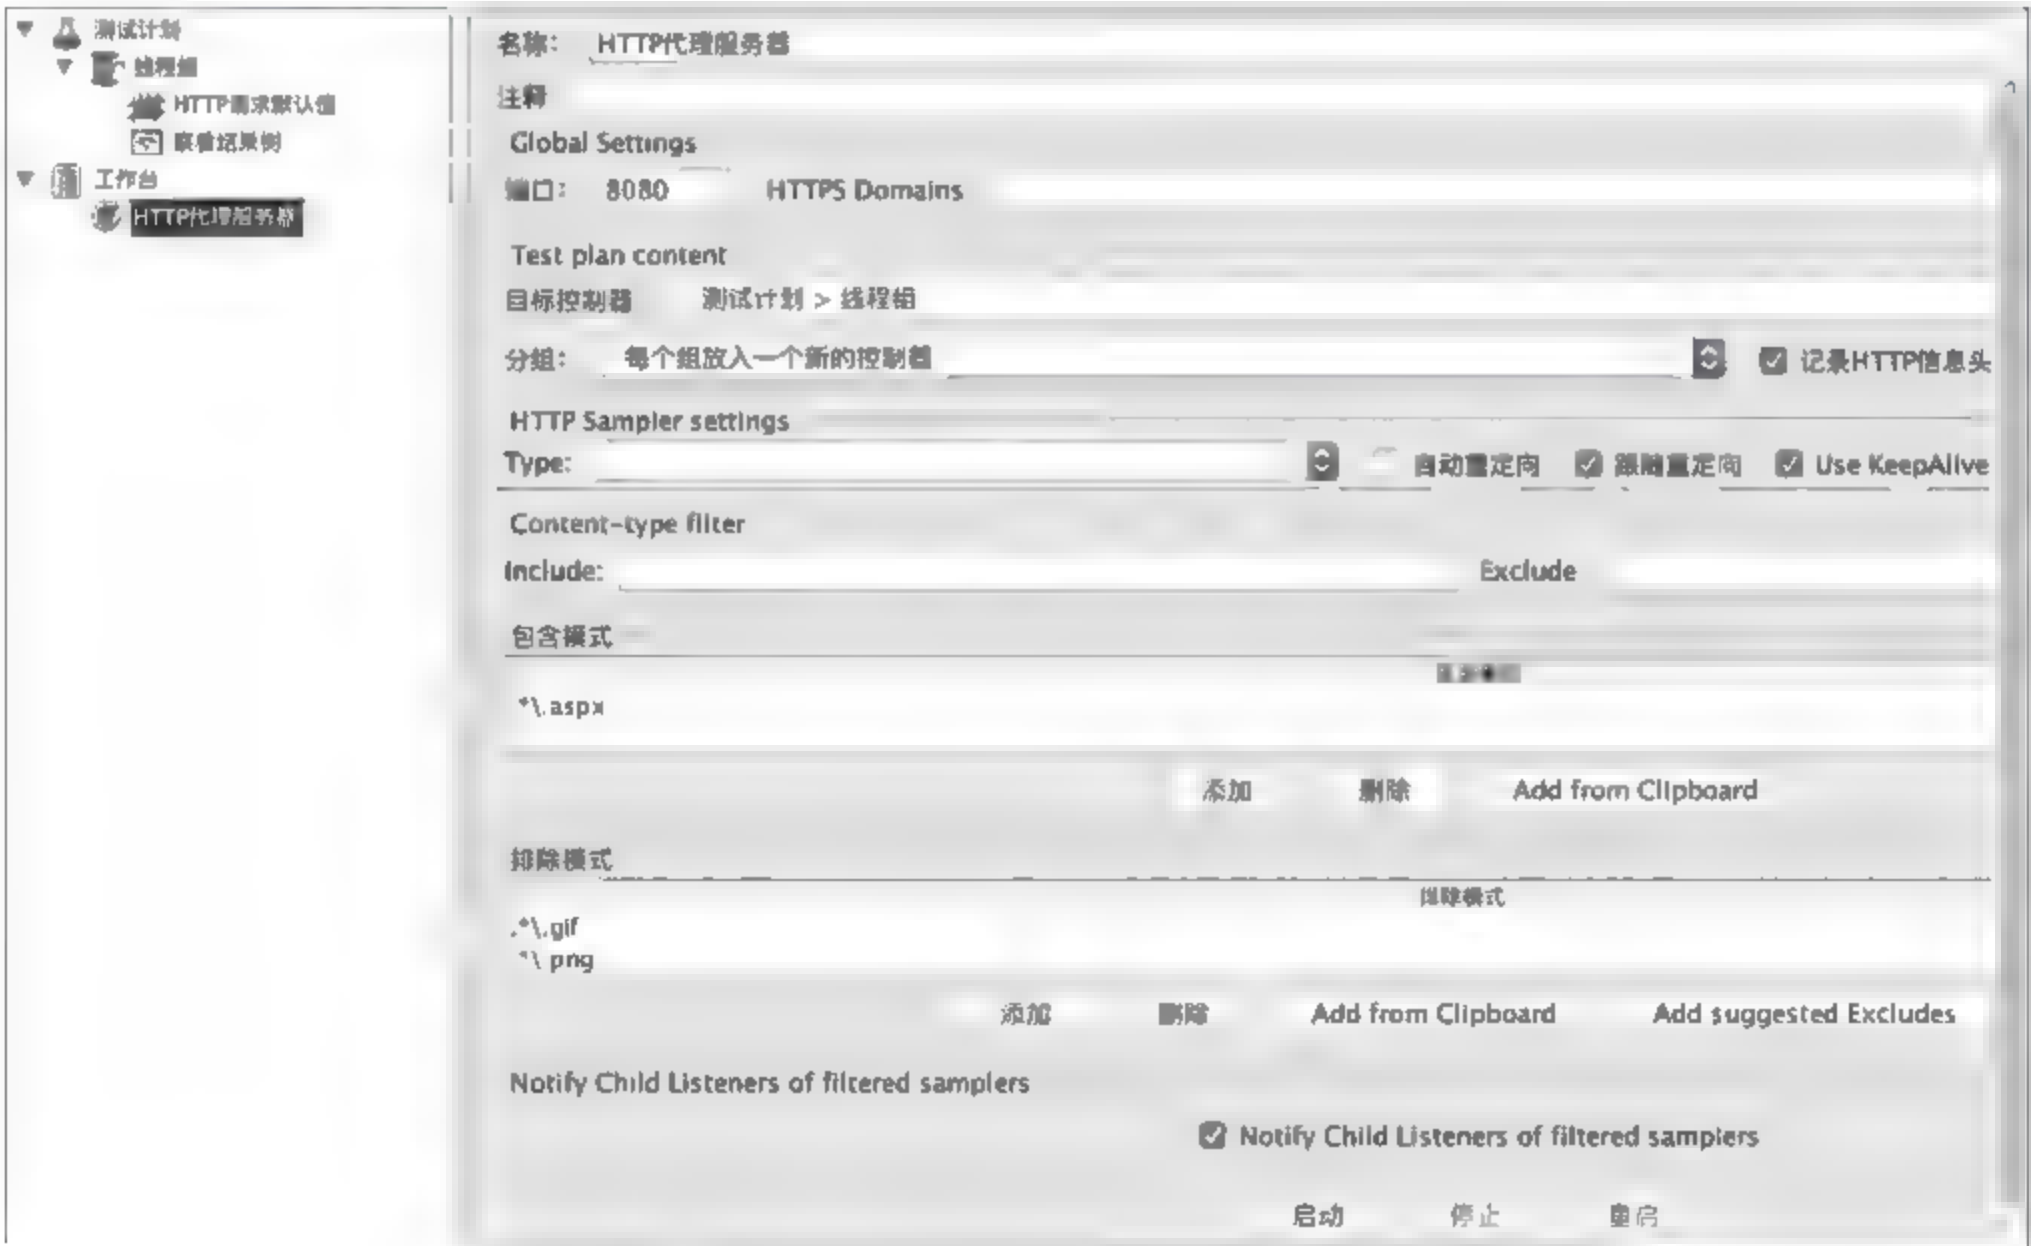 测试计划
线程组
HTTP请求默认值
察看结果树
工作台
HTTP代理服务器
名称： HTTP代理服务器
注释
Global Settings
端口： 8080 HTTPS Domains
Test plan content
目标控制器 测试计划 > 线程组
分组： 每个组放入一个新的控制器 记录HTTP信息头
HTTP Sampler settings
Type: 自动重定向 跟随重定向 Use KeepAlive
Content-type filter
Include: Exclude
包含模式
*\.aspx
添加 删除 Add from Clipboard
排除模式
排除模式
.*\.gif
*\ png
添加 删除 Add from Clipboard Add suggested Excludes
Notify Child Listeners of filtered samplers
Notify Child Listeners of filtered samplers
启动 停止 重启